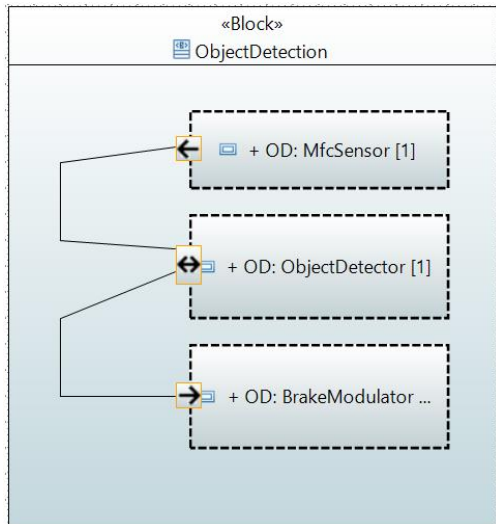 «Block»
ObjectDetection
+ OD: MfcSensor [1]
+ OD: ObjectDetector [1]
+ OD: BrakeModulator ...